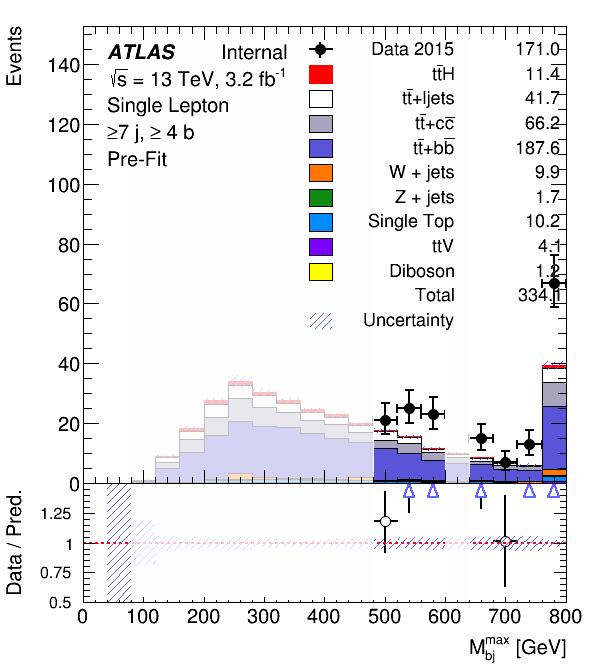 Events
140
120
100
80
60
40
20
0
ATLAS Internal
√s = 13 TeV, 3.2 fb⁻¹
Single Lepton
≥7 j, ≥ 4 b
Pre-Fit
Data 2015 171.0
tt̄H 11.4
tt̄+ljets 41.7
tt̄+cc̄ 66.2
tt̄+bb̄ 187.6
W + jets 9.9
Z + jets 1.7
Single Top 10.2
ttV 4.1
Diboson 1.2
Total 334.1
Uncertainty
Data / Pred.
1.25
1
0.75
0.5
0 100 200 300 400 500 600 700 800
M_bj^max [GeV]